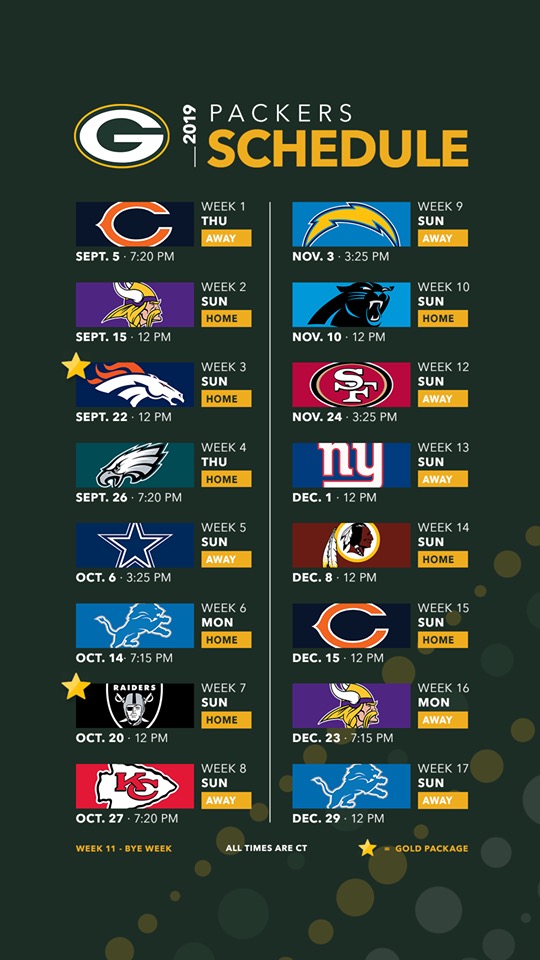 G
2019
PACKERS
SCHEDULE
WEEK 1
THU
AWAY
SEPT. 5 · 7:20 PM
WEEK 2
SUN
HOME
SEPT. 15 · 12 PM
WEEK 3
SUN
HOME
SEPT. 22 · 12 PM
WEEK 4
THU
HOME
SEPT. 26 · 7:20 PM
WEEK 5
SUN
AWAY
OCT. 6 · 3:25 PM
WEEK 6
MON
HOME
OCT. 14 · 7:15 PM
RAIDERS
WEEK 7
SUN
HOME
OCT. 20 · 12 PM
KC
WEEK 8
SUN
AWAY
OCT. 27 · 7:20 PM
WEEK 9
SUN
AWAY
NOV. 3 · 3:25 PM
WEEK 10
SUN
HOME
NOV. 10 · 12 PM
SF
WEEK 12
SUN
AWAY
NOV. 24 · 3:25 PM
ny
WEEK 13
SUN
AWAY
DEC. 1 · 12 PM
WEEK 14
SUN
HOME
DEC. 8 · 12 PM
C
WEEK 15
SUN
HOME
DEC. 15 · 12 PM
WEEK 16
MON
AWAY
DEC. 23 · 7:15 PM
WEEK 17
SUN
AWAY
DEC. 29 · 12 PM
WEEK 11 - BYE WEEK
ALL TIMES ARE CT
= GOLD PACKAGE